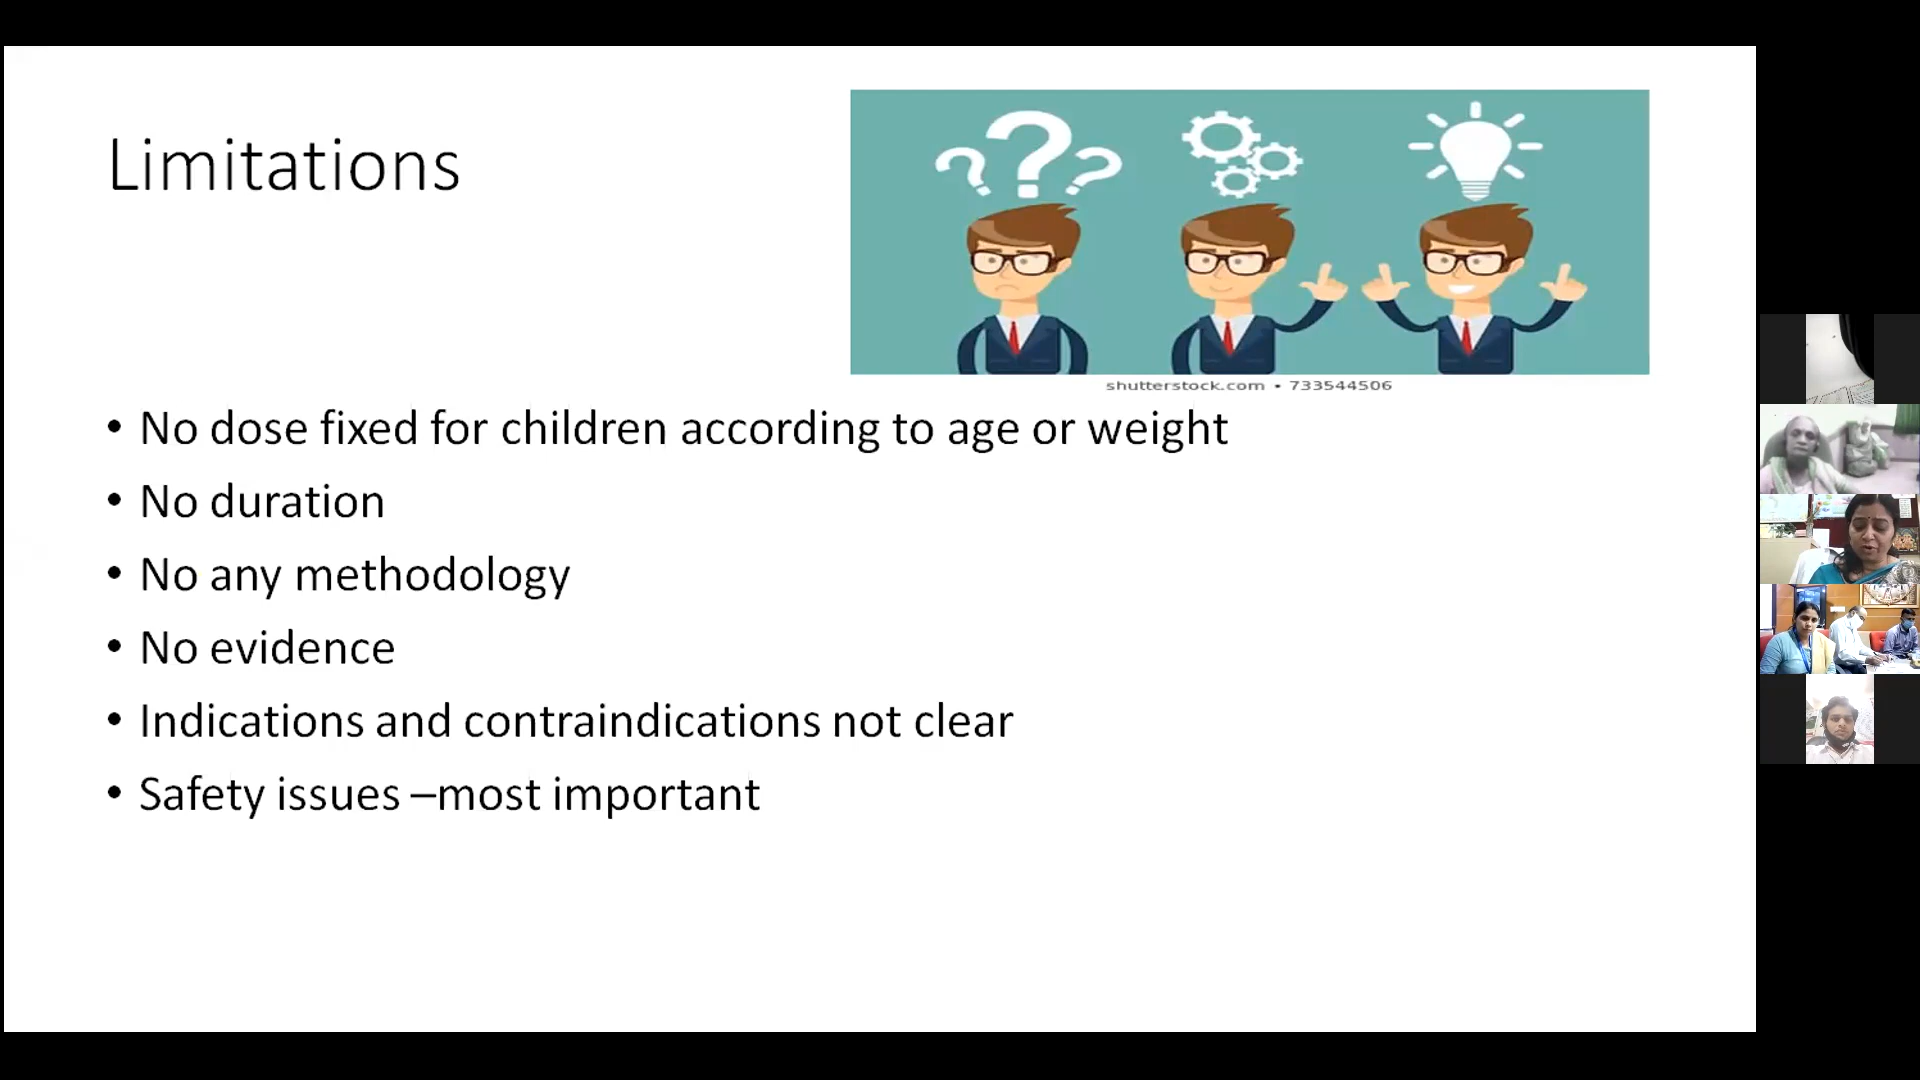 Limitations
shutterstock.com • 733544506
• No dose fixed for children according to age or weight
• No duration
• No any methodology
• No evidence
• Indications and contraindications not clear
• Safety issues –most important